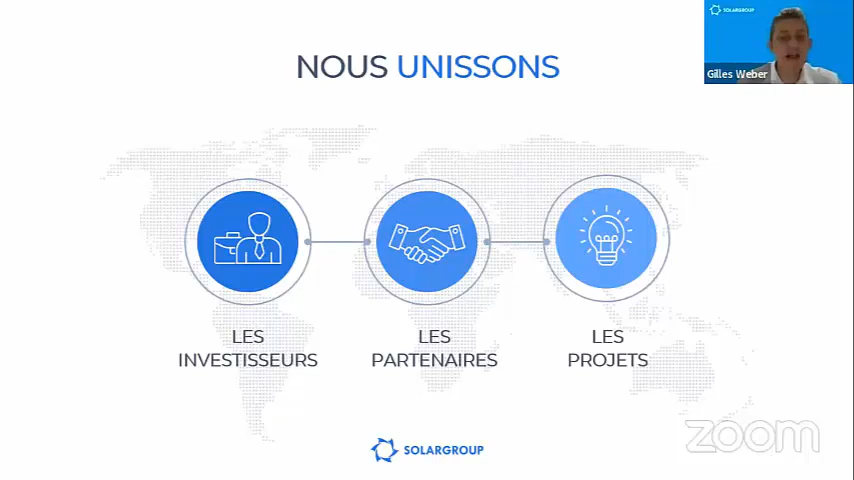 SOLARGROUP
Gilles Weber
NOUS UNISSONS
LES
INVESTISSEURS
LES
PARTENAIRES
LES
PROJETS
SOLARGROUP
zoom